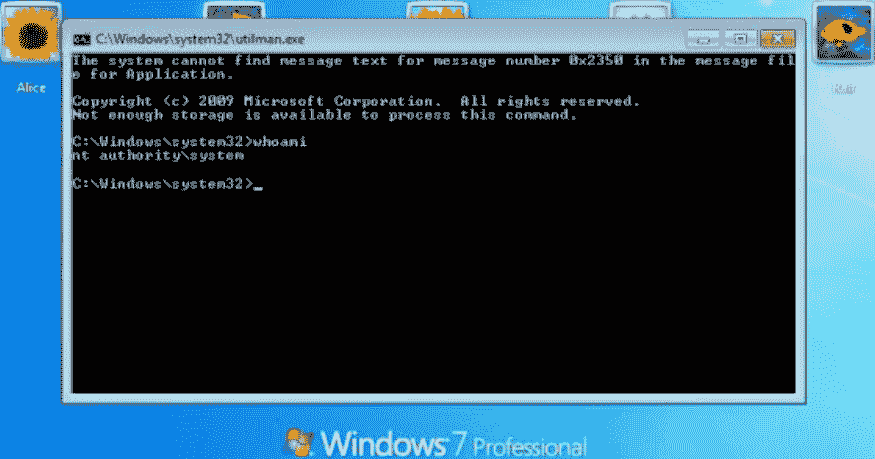 C:\Windows\system32\utilman.exe
The system cannot find message text for message number 0x2350 in the message fil
e for Application.
Copyright (c) 2009 Microsoft Corporation.  All rights reserved.
Not enough storage is available to process this command.
C:\Windows\system32>whoami
nt authority\system
C:\Windows\system32>_
Alice
Windows 7 Professional